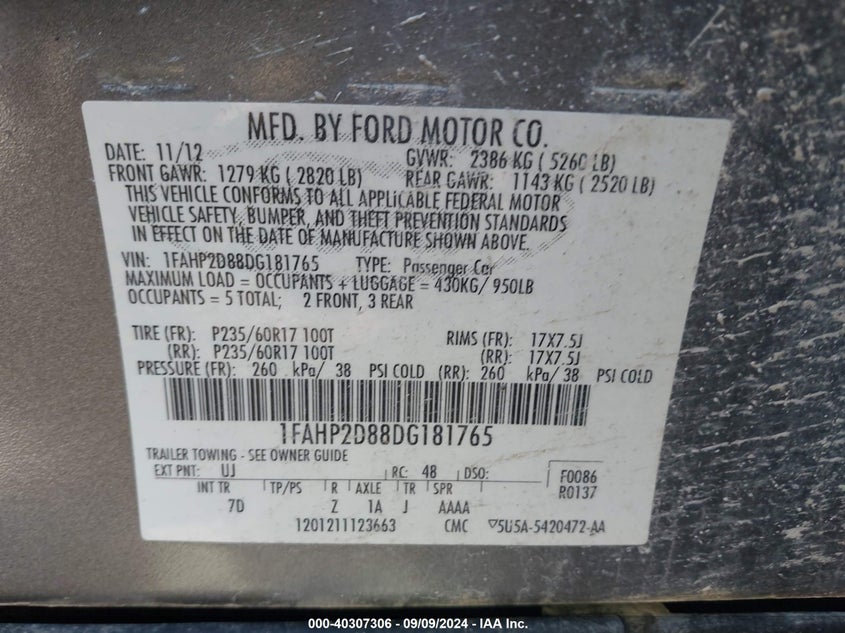 MFD. BY FORD MOTOR CO.
DATE: 11/12 GVWR: 2386 KG ( 5260 LB)
FRONT GAWR: 1279 KG ( 2820 LB) REAR GAWR: 1143 KG ( 2520 LB)
THIS VEHICLE CONFORMS TO ALL APPLICABLE FEDERAL MOTOR
VEHICLE SAFETY, BUMPER, AND THEFT PREVENTION STANDARDS
IN EFFECT ON THE DATE OF MANUFACTURE SHOWN ABOVE.
VIN: 1FAHP2D88DG181765 TYPE: Passenger Car
MAXIMUM LOAD = OCCUPANTS + LUGGAGE = 430KG/ 950LB
OCCUPANTS = 5 TOTAL; 2 FRONT, 3 REAR
TIRE (FR): P235/60R17 100T RIMS (FR): 17X7.5J
(RR): P235/60R17 100T (RR): 17X7.5J
PRESSURE (FR): 260 kPa/ 38 PSI COLD (RR): 260 kPa/ 38 PSI COLD
1FAHP2D88DG181765
TRAILER TOWING - SEE OWNER GUIDE
EXT PNT: UJ RC: 48 DSO: F0086
R0137
INT TR TP/PS R AXLE TR SPR
7D Z 1A J AAAA
1201211123663 CMC 5U5A-5420472-AA
000-40307306 - 09/09/2024 - IAA Inc.